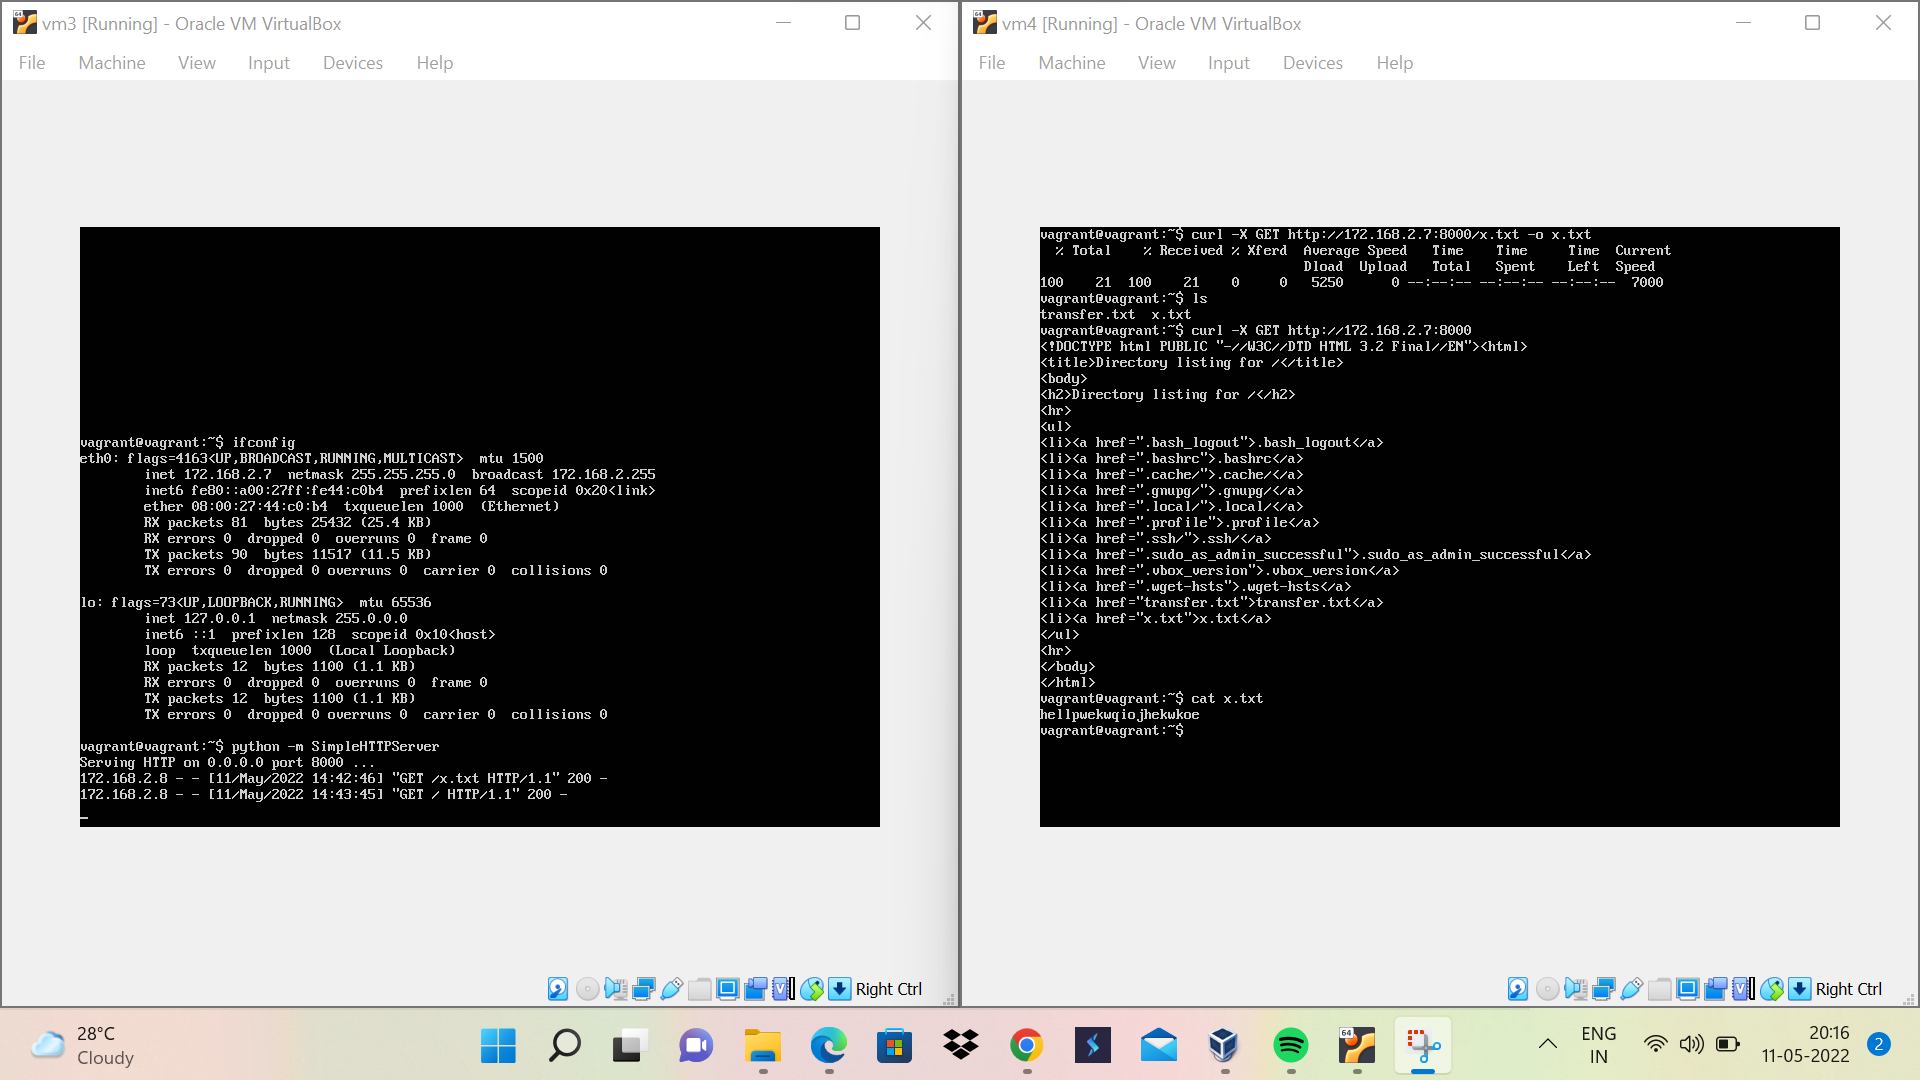 vm3 [Running] - Oracle VM VirtualBox
File Machine View Input Devices Help
vagrant@vagrant:~$ ifconfig
eth0: flags=4163<UP,BROADCAST,RUNNING,MULTICAST>  mtu 1500
        inet 172.168.2.7  netmask 255.255.255.0  broadcast 172.168.2.255
        inet6 fe80::a00:27ff:fe44:c0b4  prefixlen 64  scopeid 0x20<link>
        ether 08:00:27:44:c0:b4  txqueuelen 1000  (Ethernet)
        RX packets 81  bytes 25432 (25.4 KB)
        RX errors 0  dropped 0  overruns 0  frame 0
        TX packets 90  bytes 11517 (11.5 KB)
        TX errors 0  dropped 0 overruns 0  carrier 0  collisions 0
lo: flags=73<UP,LOOPBACK,RUNNING>  mtu 65536
        inet 127.0.0.1  netmask 255.0.0.0
        inet6 ::1  prefixlen 128  scopeid 0x10<host>
        loop  txqueuelen 1000  (Local Loopback)
        RX packets 12  bytes 1100 (1.1 KB)
        RX errors 0  dropped 0  overruns 0  frame 0
        TX packets 12  bytes 1100 (1.1 KB)
        TX errors 0  dropped 0 overruns 0  carrier 0  collisions 0
vagrant@vagrant:~$ python -m SimpleHTTPServer
Serving HTTP on 0.0.0.0 port 8000 ...
172.168.2.8 - - [11/May/2022 14:42:46] "GET /x.txt HTTP/1.1" 200 -
172.168.2.8 - - [11/May/2022 14:43:45] "GET / HTTP/1.1" 200 -
Right Ctrl
vm4 [Running] - Oracle VM VirtualBox
File Machine View Input Devices Help
vagrant@vagrant:~$ curl -X GET http://172.168.2.7:8000/x.txt -o x.txt
  % Total    % Received % Xferd  Average Speed   Time    Time     Time  Current
                                 Dload  Upload   Total   Spent    Left  Speed
100    21  100    21    0     0   5250      0 --:--:-- --:--:-- --:--:--  7000
vagrant@vagrant:~$ ls
transfer.txt  x.txt
vagrant@vagrant:~$ curl -X GET http://172.168.2.7:8000
<!DOCTYPE html PUBLIC "-//W3C//DTD HTML 3.2 Final//EN"><html>
<title>Directory listing for /</title>
<body>
<h2>Directory listing for /</h2>
<hr>
<ul>
<li><a href=".bash_logout">.bash_logout</a>
<li><a href=".bashrc">.bashrc</a>
<li><a href=".cache/">.cache/</a>
<li><a href=".gnupg/">.gnupg/</a>
<li><a href=".local/">.local/</a>
<li><a href=".profile">.profile</a>
<li><a href=".ssh/">.ssh/</a>
<li><a href=".sudo_as_admin_successful">.sudo_as_admin_successful</a>
<li><a href=".vbox_version">.vbox_version</a>
<li><a href=".wget-hsts">.wget-hsts</a>
<li><a href="transfer.txt">transfer.txt</a>
<li><a href="x.txt">x.txt</a>
</ul>
<hr>
</body>
</html>
vagrant@vagrant:~$ cat x.txt
hellpwekwqiojhekwkoe
vagrant@vagrant:~$
Right Ctrl
28°C
Cloudy
64
ENG
IN
20:16
11-05-2022
2